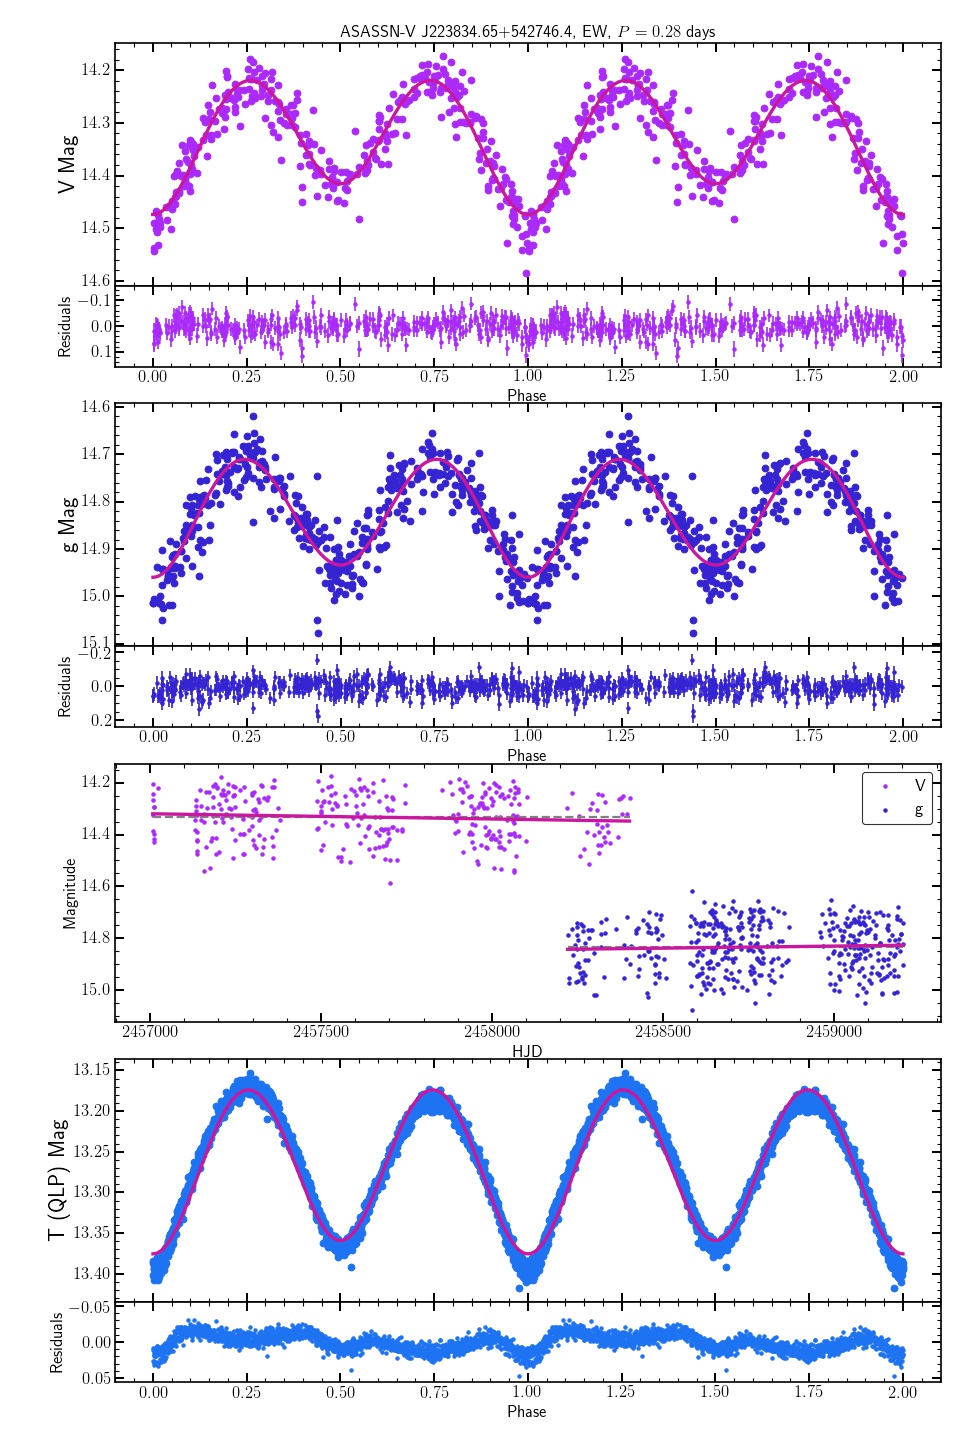 ASASSN-V J223834.65+542746.4, EW, P = 0.28 days
14.2
14.3
14.4
14.5
14.6
V Mag
−0.1
0.0
0.1
Residuals
0.00 0.25 0.50 0.75 1.00 1.25 1.50 1.75 2.00
Phase
14.6
14.7
14.8
14.9
15.0
15.1
g Mag
−0.2
0.0
0.2
Residuals
0.00 0.25 0.50 0.75 1.00 1.25 1.50 1.75 2.00
Phase
14.2
14.4
14.6
14.8
15.0
Magnitude
V
g
2457000 2457500 2458000 2458500 2459000
HJD
13.15
13.20
13.25
13.30
13.35
13.40
T (QLP) Mag
−0.05
0.00
0.05
Residuals
0.00 0.25 0.50 0.75 1.00 1.25 1.50 1.75 2.00
Phase